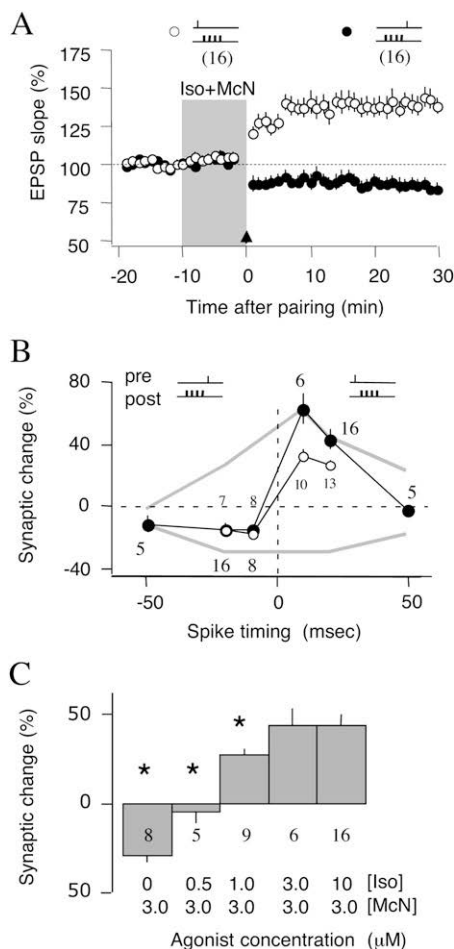 A
(16) (16)
Iso+McN
175
150
125
100
75
50
EPSP slope (%)
-20 -10 0 10 20 30
Time after pairing (min)
B
pre
post
80
40
0
-40
Synaptic change (%)
6
16
7 8 10 13 5
5
16 8
-50 0 50
Spike timing (msec)
C
50
0
50
Synaptic change (%)
* * *
8 5 9 6 16
0 0.5 1.0 3.0 10 [Iso]
3.0 3.0 3.0 3.0 3.0 [McN]
Agonist concentration (μM)